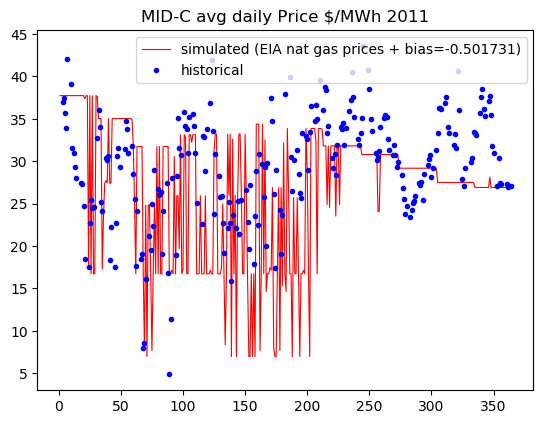 MID-C avg daily Price $/MWh 2011
45
40
35
30
25
20
15
10
5
simulated (EIA nat gas prices + bias=-0.501731)
historical
0 50 100 150 200 250 300 350